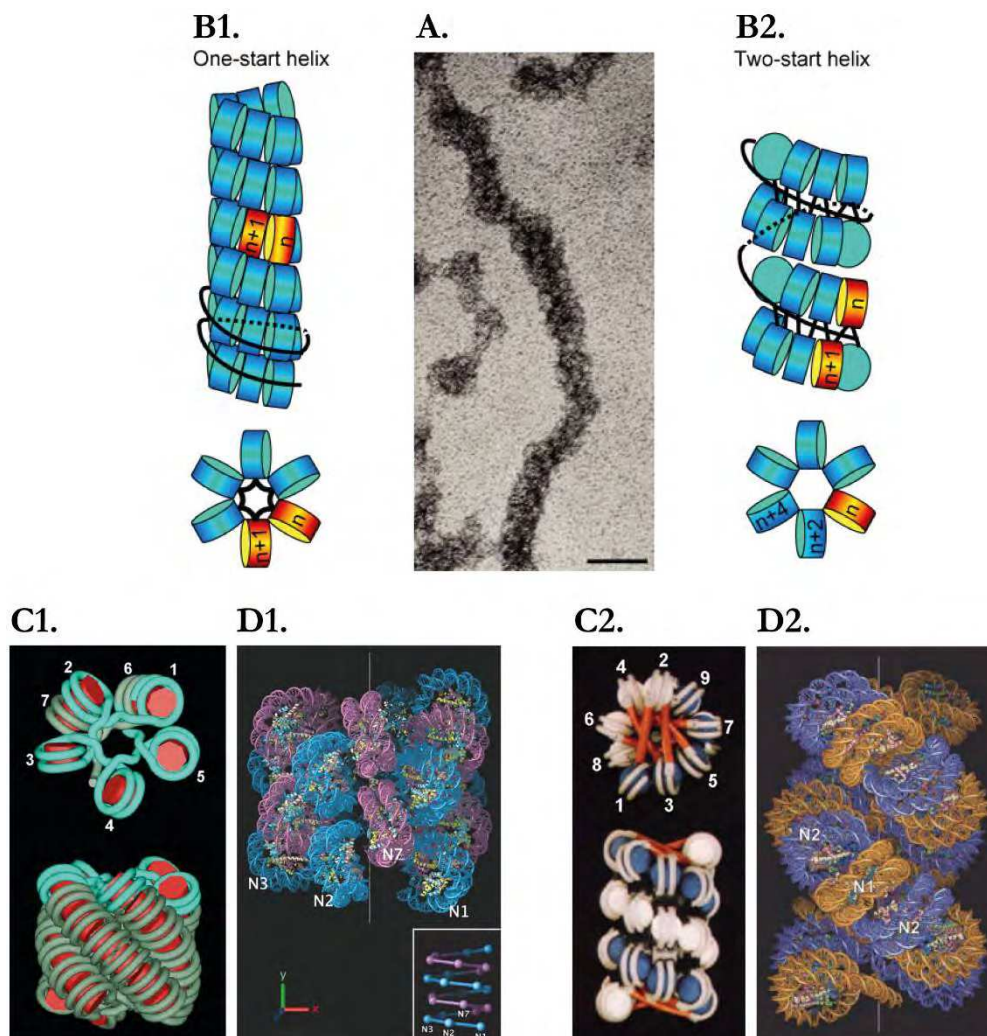 B1.
One-start helix
n+1
n
n+1
n
A.
B2.
Two-start helix
n
n+1
n+4
n+2
n
C1.
2
6
1
7
3
5
4
D1.
N3
N2
N7
N1
N3
N2
N7
N1
y
x
C2.
4
2
9
6
7
8
5
1
3
D2.
N2
N1
N2